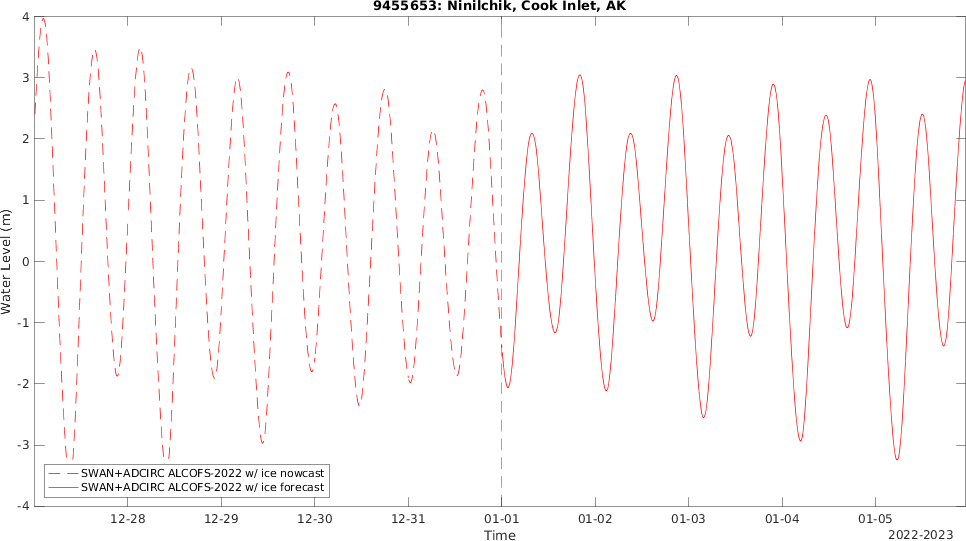 9455653: Ninilchik, Cook Inlet, AK
4
3
2
1
0
-1
-2
-3
-4
Water Level (m)
SWAN+ADCIRC ALCOFS-2022 w/ ice nowcast
SWAN+ADCIRC ALCOFS-2022 w/ ice forecast
12-28 12-29 12-30 12-31 01-01 01-02 01-03 01-04 01-05
Time
2022-2023